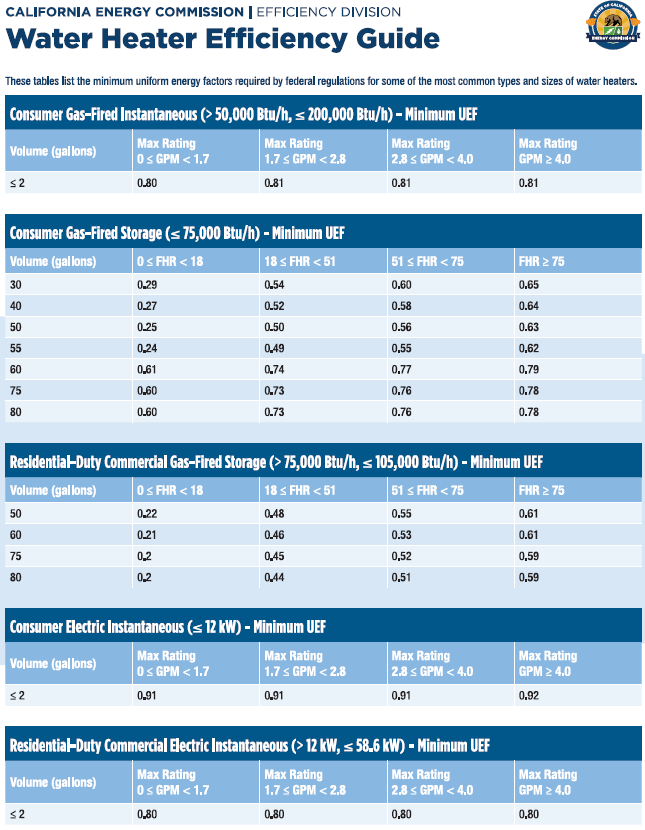 CALIFORNIA ENERGY COMMISSION | EFFICIENCY DIVISION
Water Heater Efficiency Guide
STATE OF CALIFORNIA
ENERGY COMMISSION
These tables list the minimum uniform energy factors required by federal regulations for some of the most common types and sizes of water heaters.
Consumer Gas-Fired Instantaneous (> 50,000 Btu/h, ≤ 200,000 Btu/h) - Minimum UEF
Volume (gallons) Max Rating 0 ≤ GPM < 1.7 Max Rating 1.7 ≤ GPM < 2.8 Max Rating 2.8 ≤ GPM < 4.0 Max Rating GPM ≥ 4.0
≤ 2 0.80 0.81 0.81 0.81
Consumer Gas-Fired Storage (≤ 75,000 Btu/h) - Minimum UEF
Volume (gallons) 0 ≤ FHR < 18 18 ≤ FHR < 51 51 ≤ FHR < 75 FHR ≥ 75
30 0.29 0.54 0.60 0.65
40 0.27 0.52 0.58 0.64
50 0.25 0.50 0.56 0.63
55 0.24 0.49 0.55 0.62
60 0.61 0.74 0.77 0.79
75 0.60 0.73 0.76 0.78
80 0.60 0.73 0.76 0.78
Residential-Duty Commercial Gas-Fired Storage (> 75,000 Btu/h, ≤ 105,000 Btu/h) - Minimum UEF
Volume (gallons) 0 ≤ FHR < 18 18 ≤ FHR < 51 51 ≤ FHR < 75 FHR ≥ 75
50 0.22 0.48 0.55 0.61
60 0.21 0.46 0.53 0.61
75 0.2 0.45 0.52 0.59
80 0.2 0.44 0.51 0.59
Consumer Electric Instantaneous (≤ 12 kW) - Minimum UEF
Volume (gallons) Max Rating 0 ≤ GPM < 1.7 Max Rating 1.7 ≤ GPM < 2.8 Max Rating 2.8 ≤ GPM < 4.0 Max Rating GPM ≥ 4.0
≤ 2 0.91 0.91 0.91 0.92
Residential-Duty Commercial Electric Instantaneous (> 12 kW, ≤ 58.6 kW) - Minimum UEF
Volume (gallons) Max Rating 0 ≤ GPM < 1.7 Max Rating 1.7 ≤ GPM < 2.8 Max Rating 2.8 ≤ GPM < 4.0 Max Rating GPM ≥ 4.0
≤ 2 0.80 0.80 0.80 0.80